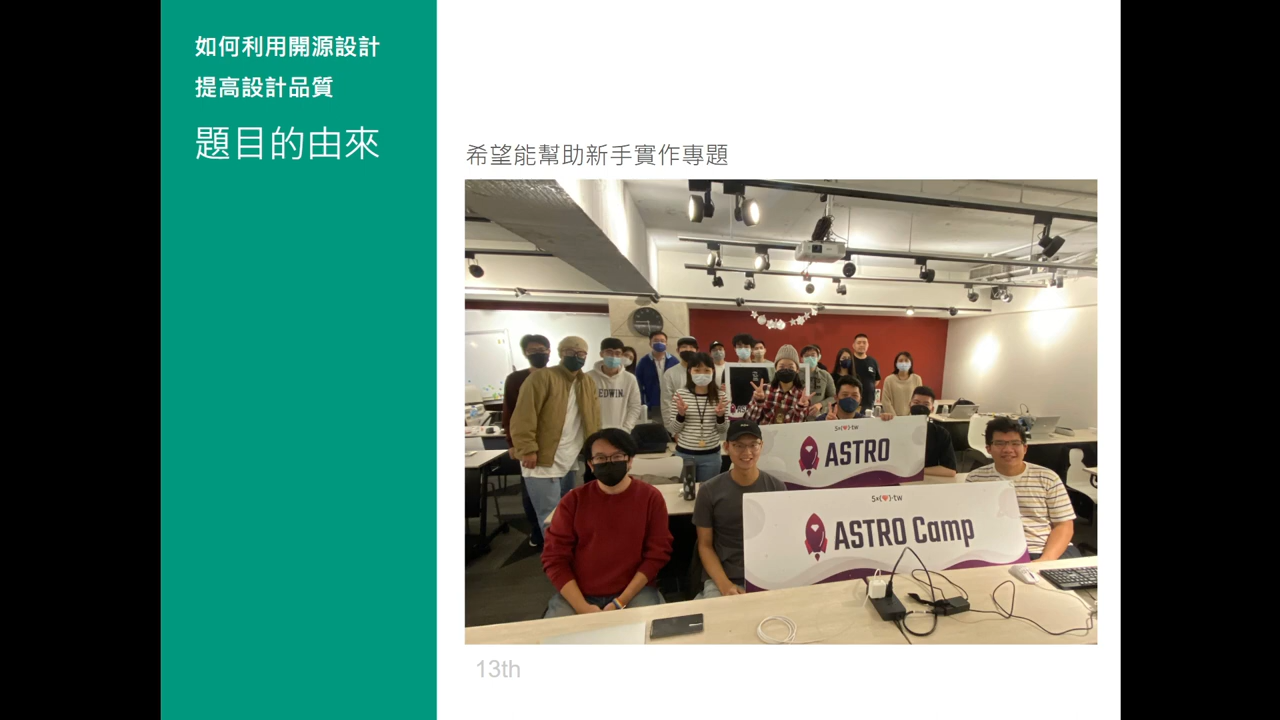 如何利用開源設計
提高設計品質
題目的由來
希望能幫助新手實作專題
EDWIN
5x(♥).tw
ASTRO
5x(♥).tw
ASTRO Camp
13th